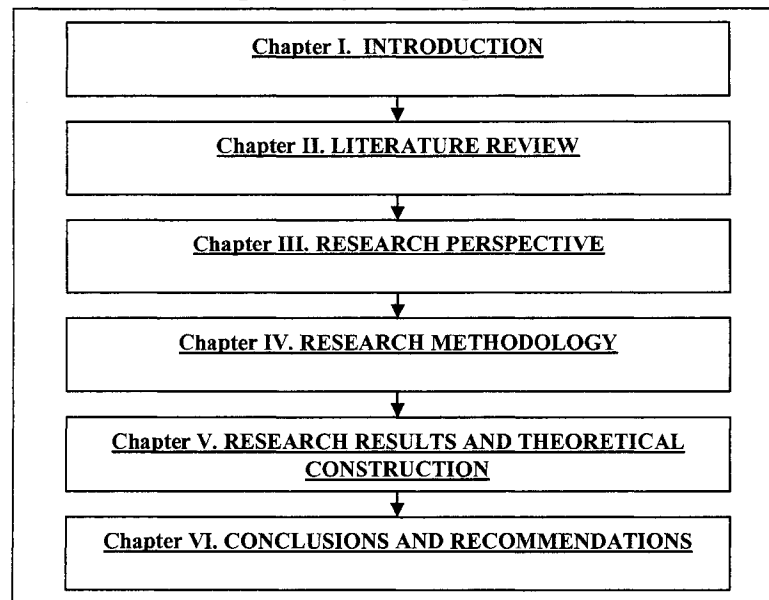 Chapter I. INTRODUCTION
Chapter II. LITERATURE REVIEW
Chapter III. RESEARCH PERSPECTIVE
Chapter IV. RESEARCH METHODOLOGY
Chapter V. RESEARCH RESULTS AND THEORETICAL
CONSTRUCTION
Chapter VI. CONCLUSIONS AND RECOMMENDATIONS